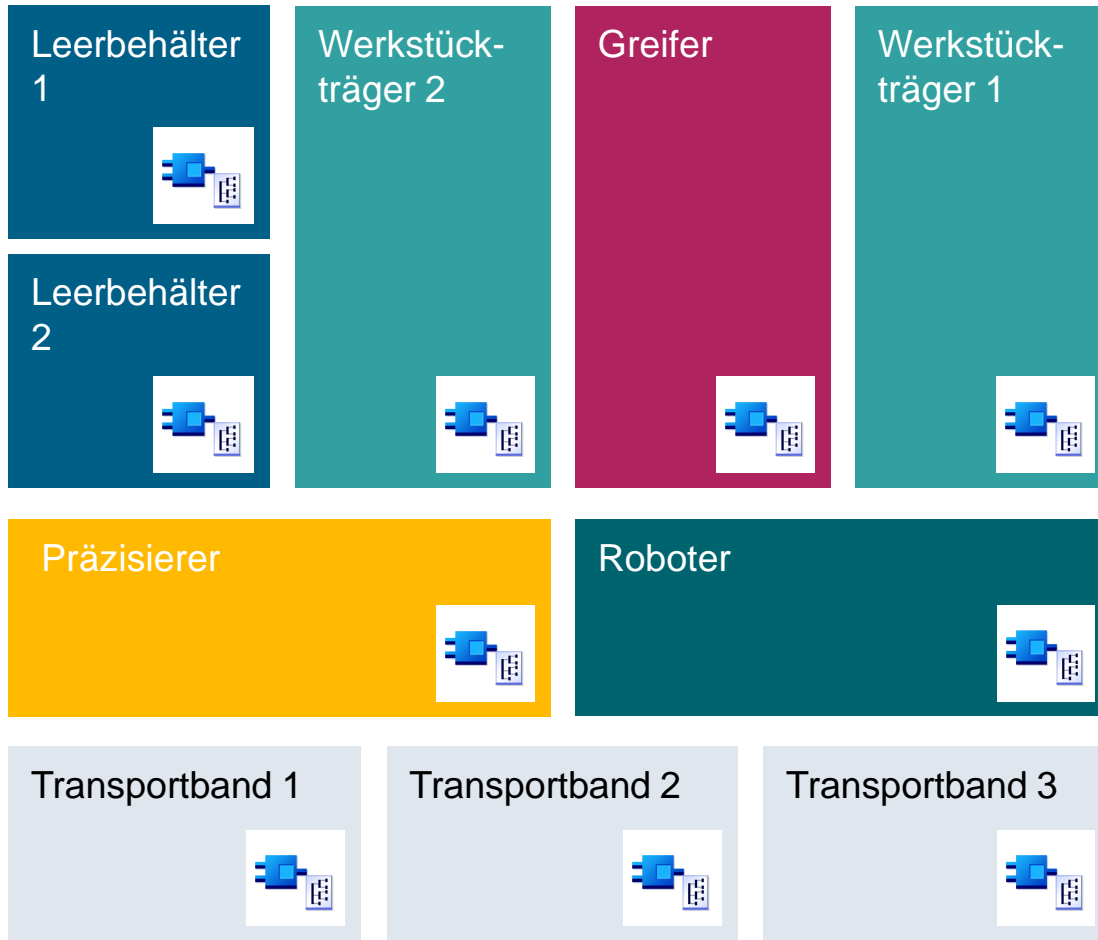 Leerbehälter
1
Werkstück-
träger 2
Greifer
Werkstück-
träger 1
Leerbehälter
2
Präzisierer
Roboter
Transportband 1
Transportband 2
Transportband 3